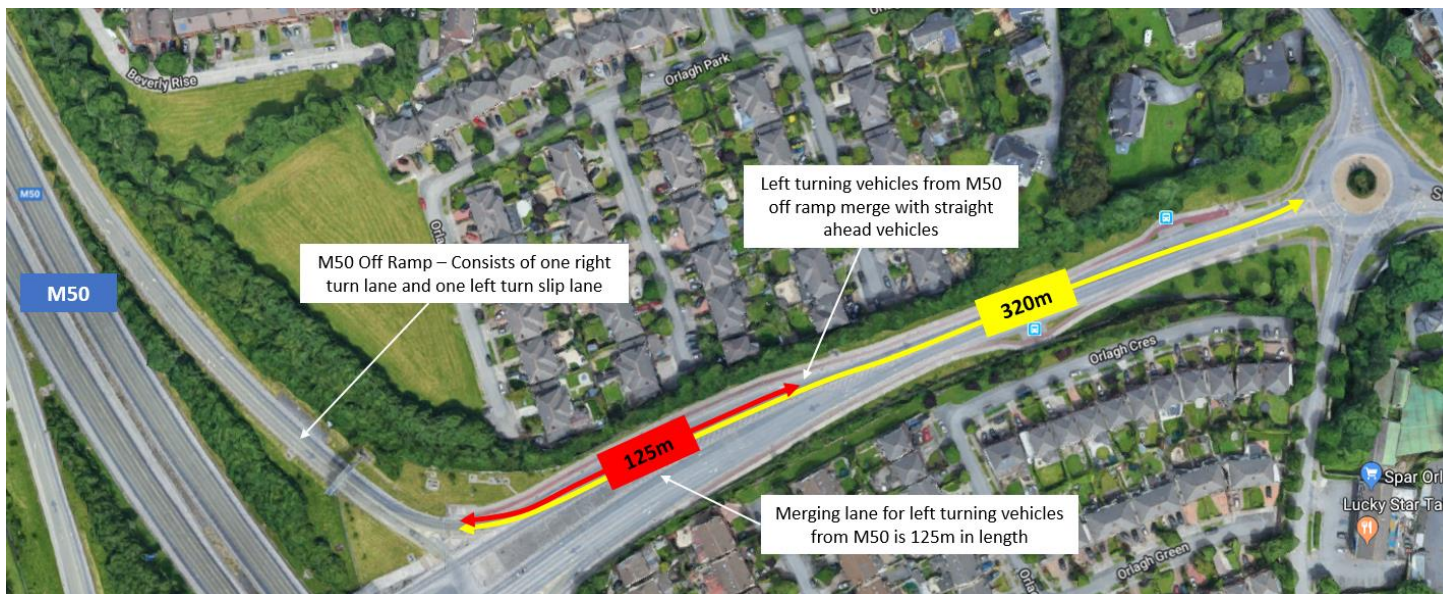 Beverly Rise
Orlagh Park
M50
Left turning vehicles from M50
off ramp merge with straight
ahead vehicles
M50 Off Ramp – Consists of one right
turn lane and one left turn slip lane
M50
320m
Orlagh Cres
125m
Merging lane for left turning vehicles
from M50 is 125m in length
Spar Orl
Lucky Star Ta
Orlagh Green